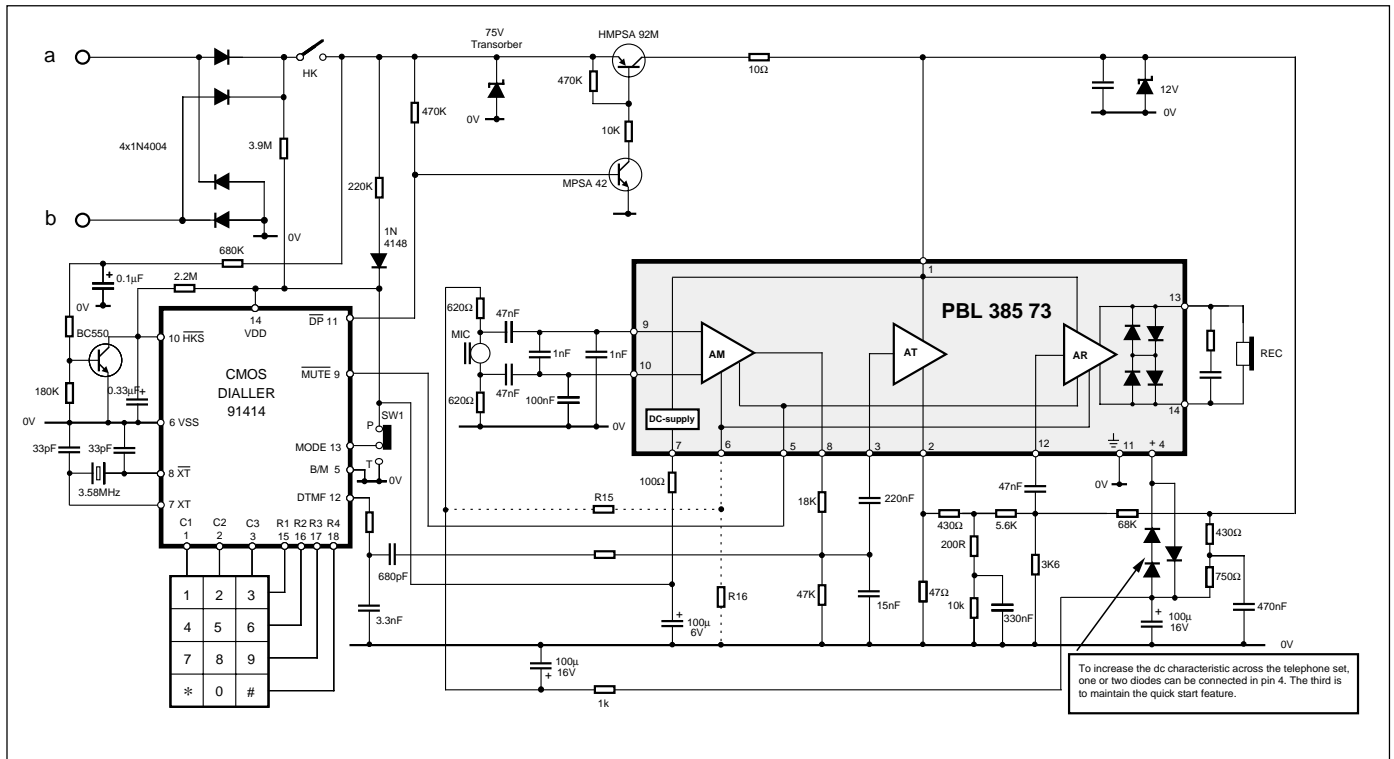 a
HK
75V
Transorber
HMPSA 92M
470K
10Ω
12V
0V
0V
470K
10K
4x1N4004
3.9M
220K
MPSA 42
b
0V
1N
4148
680K
0.1µF
2.2M
0V
BC550
14
VDD
DP 11
10 HKS
CMOS
DIALLER
91414
MUTE 9
180K
0.33µF
0V
6 VSS
SW1
P
MODE 13
T
33pF
33pF
B/M 5
0V
8 XT
3.58MHz
DTMF 12
7 XT
C1
C2
C3
R1
R2
R3
R4
1
2
3
15
16
17
18
1
2
3
4
5
6
7
8
9
*
0
#
680pF
3.3nF
620Ω
47nF
MIC
1nF
1nF
47nF
620Ω
100nF
0V
PBL 385 73
1
13
9
AM
AT
AR
REC
10
DC-supply
14
7
6
5
8
3
2
12
11
+ 4
100Ω
R15
18K
220nF
47nF
0V
430Ω
5.6K
68K
200R
430Ω
3K6
750Ω
R16
47K
15nF
47Ω
10k
330nF
100µ
6V
100µ
16V
470nF
0V
100µ
16V
1k
To increase the dc characteristic across the telephone set,
one or two diodes can be connected in pin 4. The third is
to maintain the quick start feature.